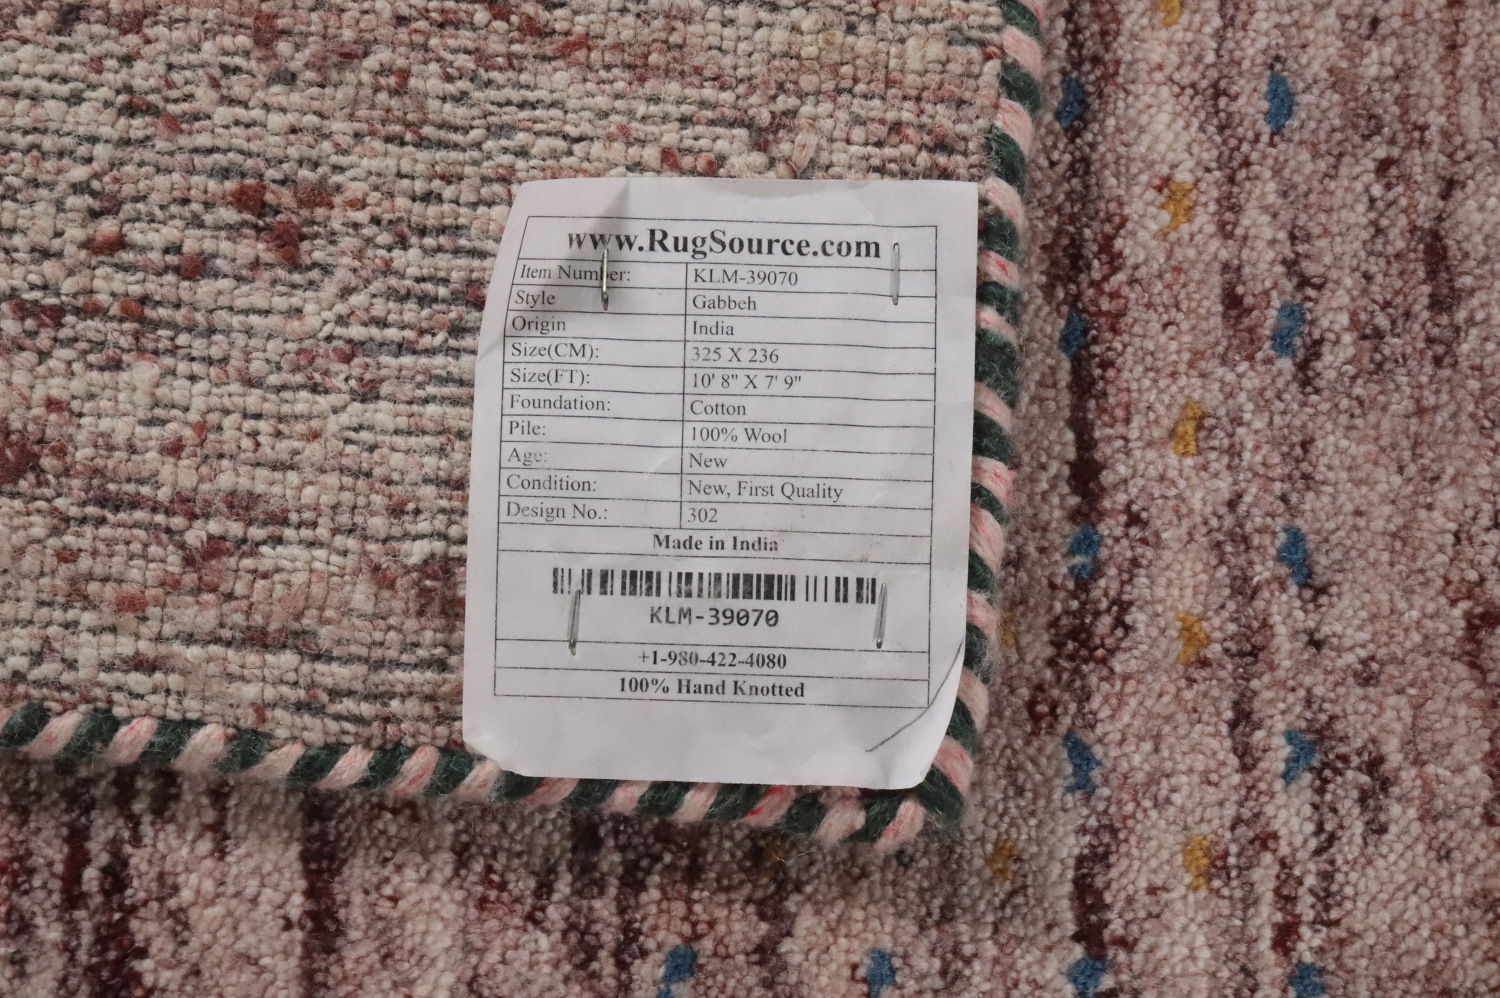 www.RugSource.com
Item Number: KLM-39070
Style Gabbeh
Origin India
Size(CM): 325 X 236
Size(FT): 10' 8" X 7' 9"
Foundation: Cotton
Pile: 100% Wool
Age: New
Condition: New, First Quality
Design No.: 302
Made in India
KLM-39070
+1-980-422-4080
100% Hand Knotted